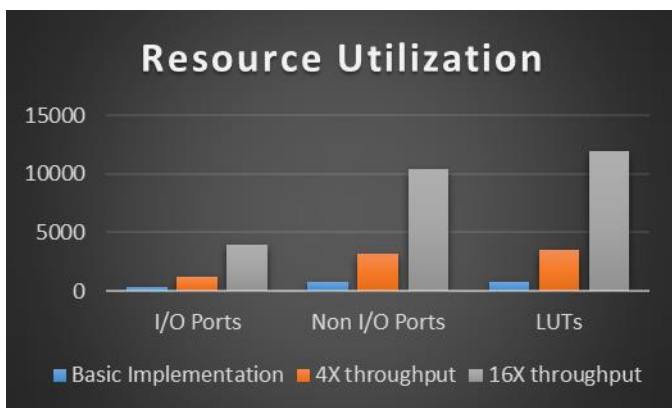 Resource Utilization
15000
10000
5000
0
I/O Ports Non I/O Ports LUTs
Basic Implementation 4X throughput 16X throughput